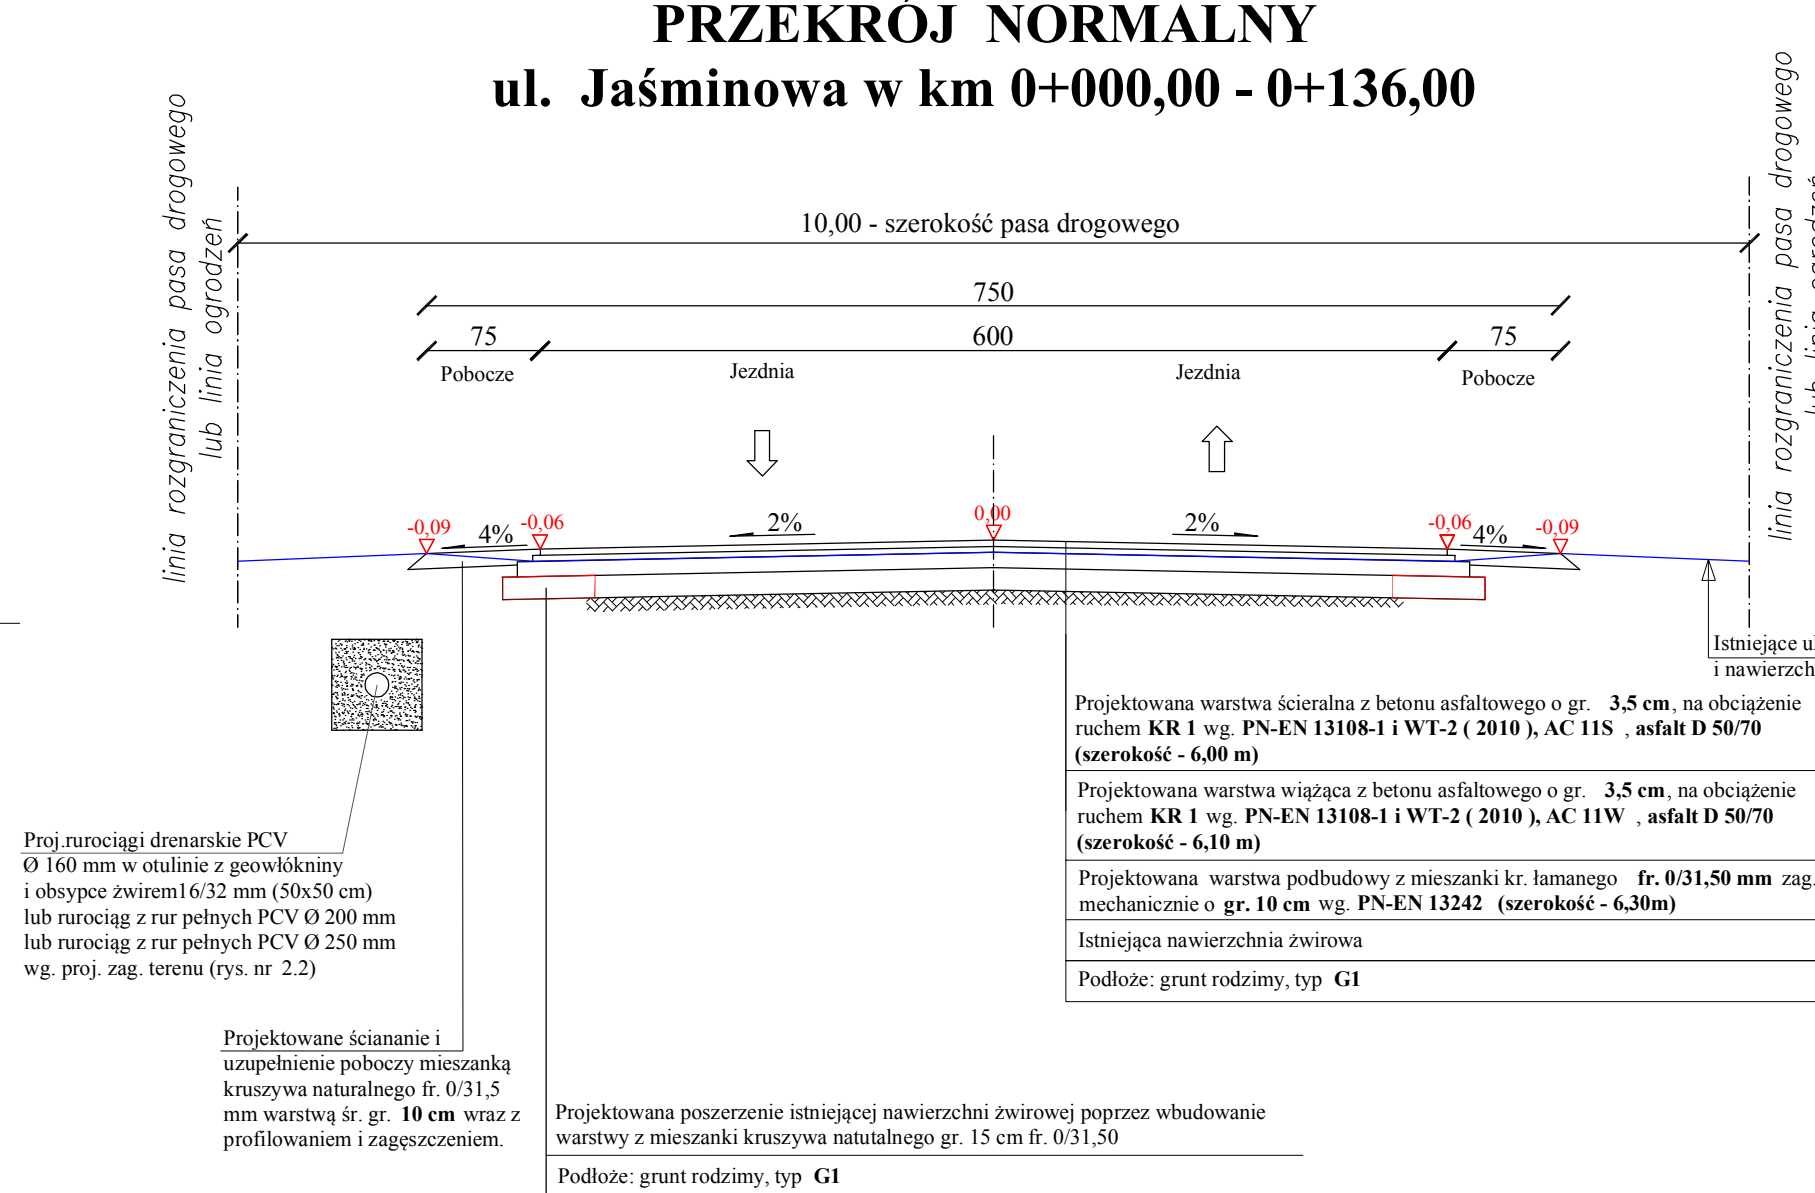 PRZEKRÓJ NORMALNY
ul. Jaśminowa w km 0+000,00 - 0+136,00
linia rozgraniczenia pasa drogowego
lub linia ogrodzeń
linia rozgraniczenia pasa drogowego
lub linia ogrodzeń
10,00 - szerokość pasa drogowego
750
75
600
75
Pobocze
Jezdnia
Jezdnia
Pobocze
-0,09
4%
-0,06
2%
0,00
2%
-0,06
4%
-0,09
Istniejące
i nawierzch
Projektowana warstwa ścieralna z betonu asfaltowego o gr. 3,5 cm, na obciążenie
ruchem KR 1 wg. PN-EN 13108-1 i WT-2 ( 2010 ), AC 11S , asfalt D 50/70
(szerokość - 6,00 m)
Projektowana warstwa wiążąca z betonu asfaltowego o gr. 3,5 cm, na obciążenie
ruchem KR 1 wg. PN-EN 13108-1 i WT-2 ( 2010 ), AC 11W , asfalt D 50/70
(szerokość - 6,10 m)
Projektowana warstwa podbudowy z mieszanki kr. łamanego fr. 0/31,50 mm zag.
mechanicznie o gr. 10 cm wg. PN-EN 13242 (szerokość - 6,30m)
Istniejąca nawierzchnia żwirowa
Podłoże: grunt rodzimy, typ G1
Proj.rurociągi drenarskie PCV
Ø 160 mm w otulinie z geowłókniny
i obsypce żwirem16/32 mm (50x50 cm)
lub rurociąg z rur pełnych PCV Ø 200 mm
lub rurociąg z rur pełnych PCV Ø 250 mm
wg. proj. zag. terenu (rys. nr 2.2)
Projektowane ściananie i
uzupełnienie poboczy mieszanką
kruszywa naturalnego fr. 0/31,5
mm warstwą śr. gr. 10 cm wraz z
profilowaniem i zagęszczeniem.
Projektowana poszerzenie istniejącej nawierzchni żwirowej poprzez wbudowanie
warstwy z mieszanki kruszywa natutalnego gr. 15 cm fr. 0/31,50
Podłoże: grunt rodzimy, typ G1